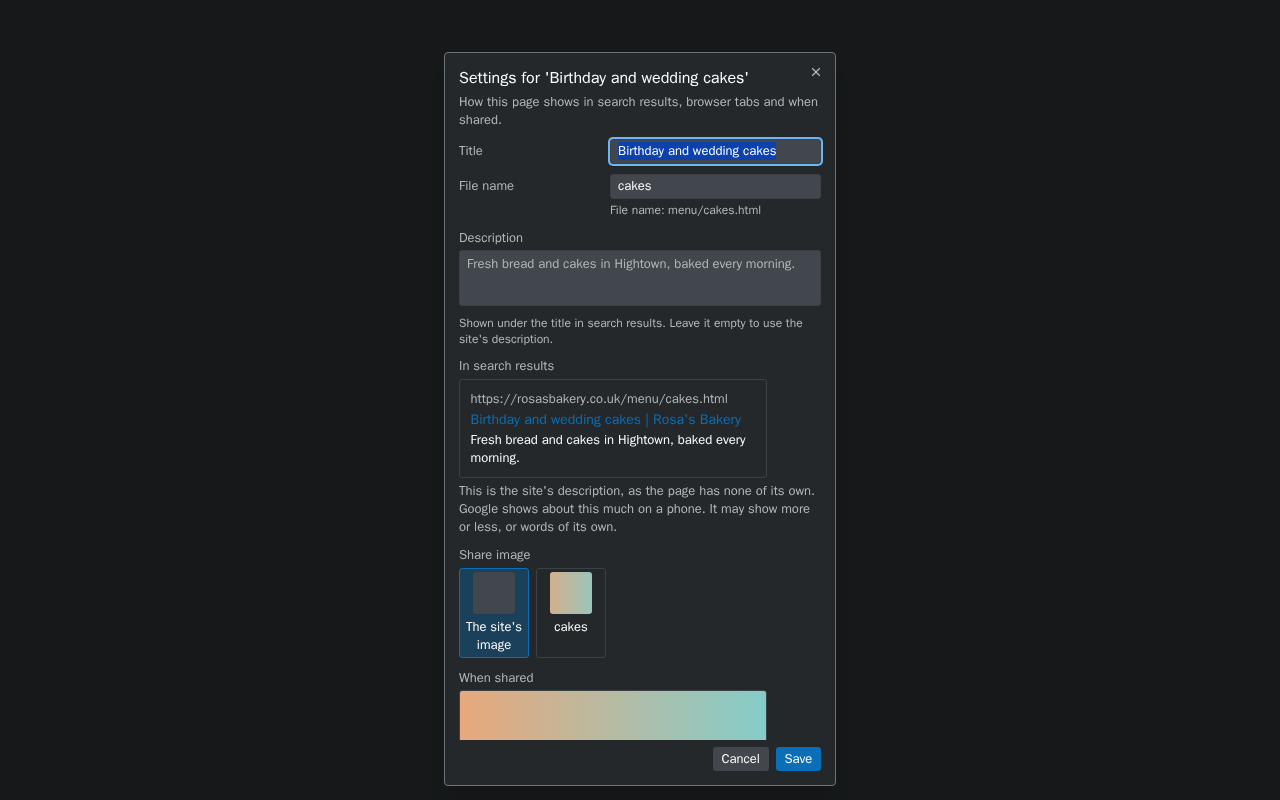 Settings for 'Birthday and wedding cakes'
×
How this page shows in search results, browser tabs and when
shared.
Title
Birthday and wedding cakes
File name
cakes
File name: menu/cakes.html
Description
Fresh bread and cakes in Hightown, baked every morning.
Shown under the title in search results. Leave it empty to use the
site's description.
In search results
https://rosasbakery.co.uk/menu/cakes.html
Birthday and wedding cakes | Rosa's Bakery
Fresh bread and cakes in Hightown, baked every
morning.
This is the site's description, as the page has none of its own.
Google shows about this much on a phone. It may show more
or less, or words of its own.
Share image
The site's
image
cakes
When shared
Cancel
Save